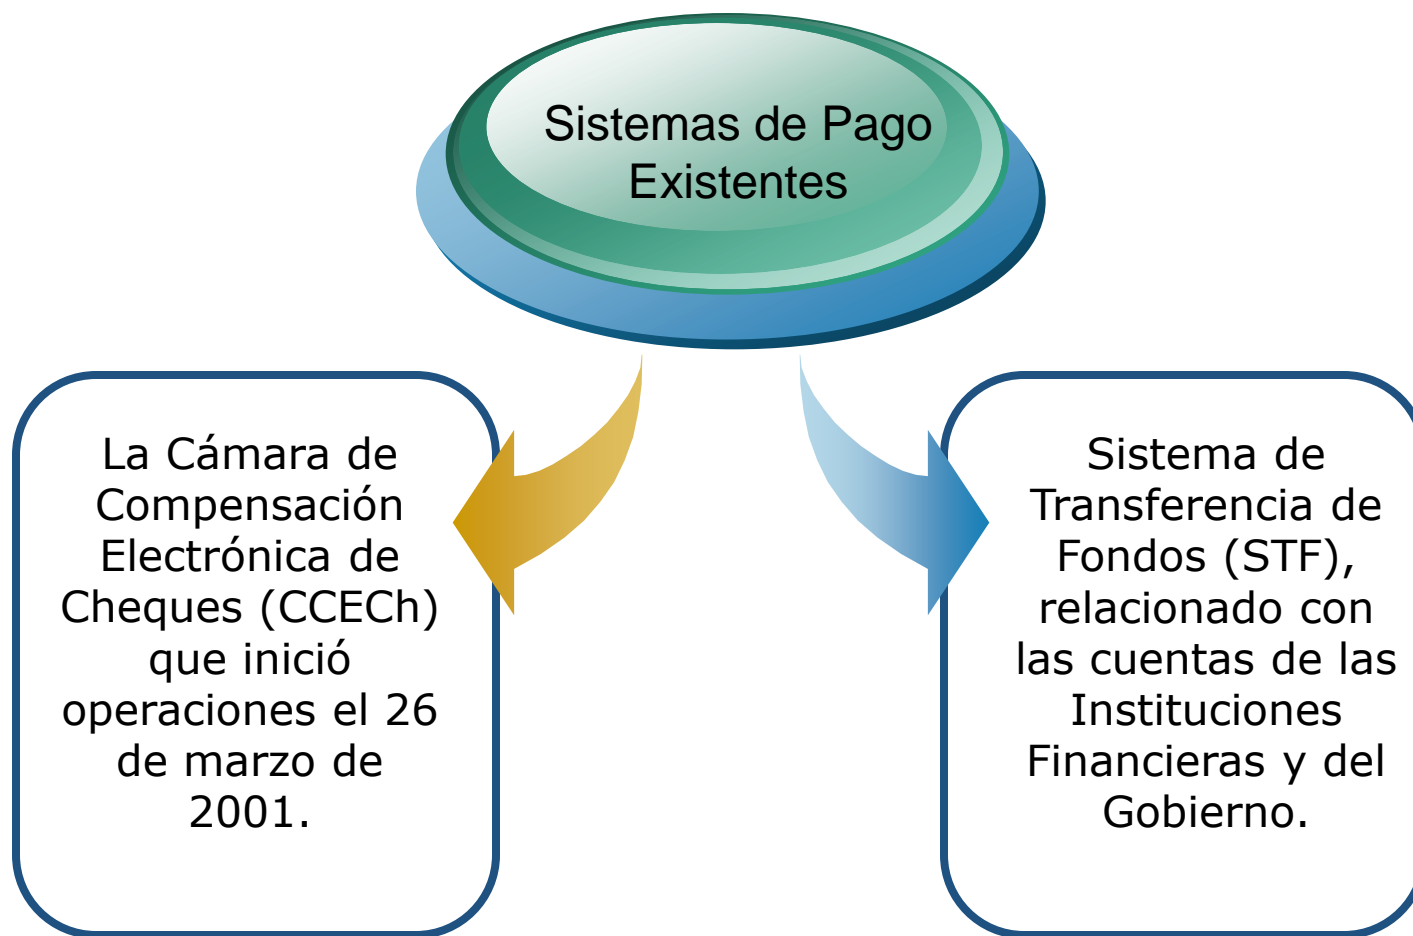 Sistemas de Pago
Existentes
La Cámara de
Compensación
Electrónica de
Cheques (CCECh)
que inició
operaciones el 26
de marzo de
2001.
Sistema de
Transferencia de
Fondos (STF),
relacionado con
las cuentas de las
Instituciones
Financieras y del
Gobierno.